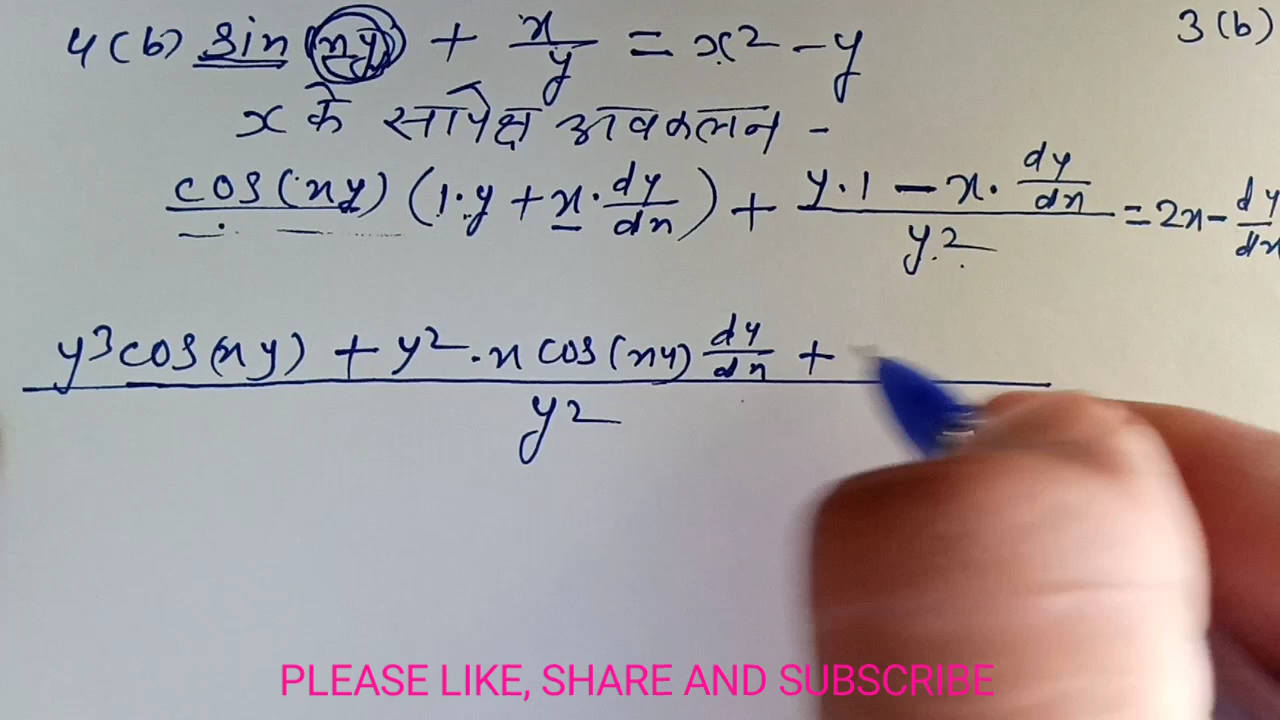 4(b) sin(xy) + x/y = x² - y 3(b)
x के सापेक्ष अवकलन -
cos(xy) (1.y + x.dy/dx) + (y.1 - x.dy/dx)/y² = 2x - dy/dx
(y³cos(xy) + y².x cos(xy) dy/dx +)/y²
PLEASE LIKE, SHARE AND SUBSCRIBE